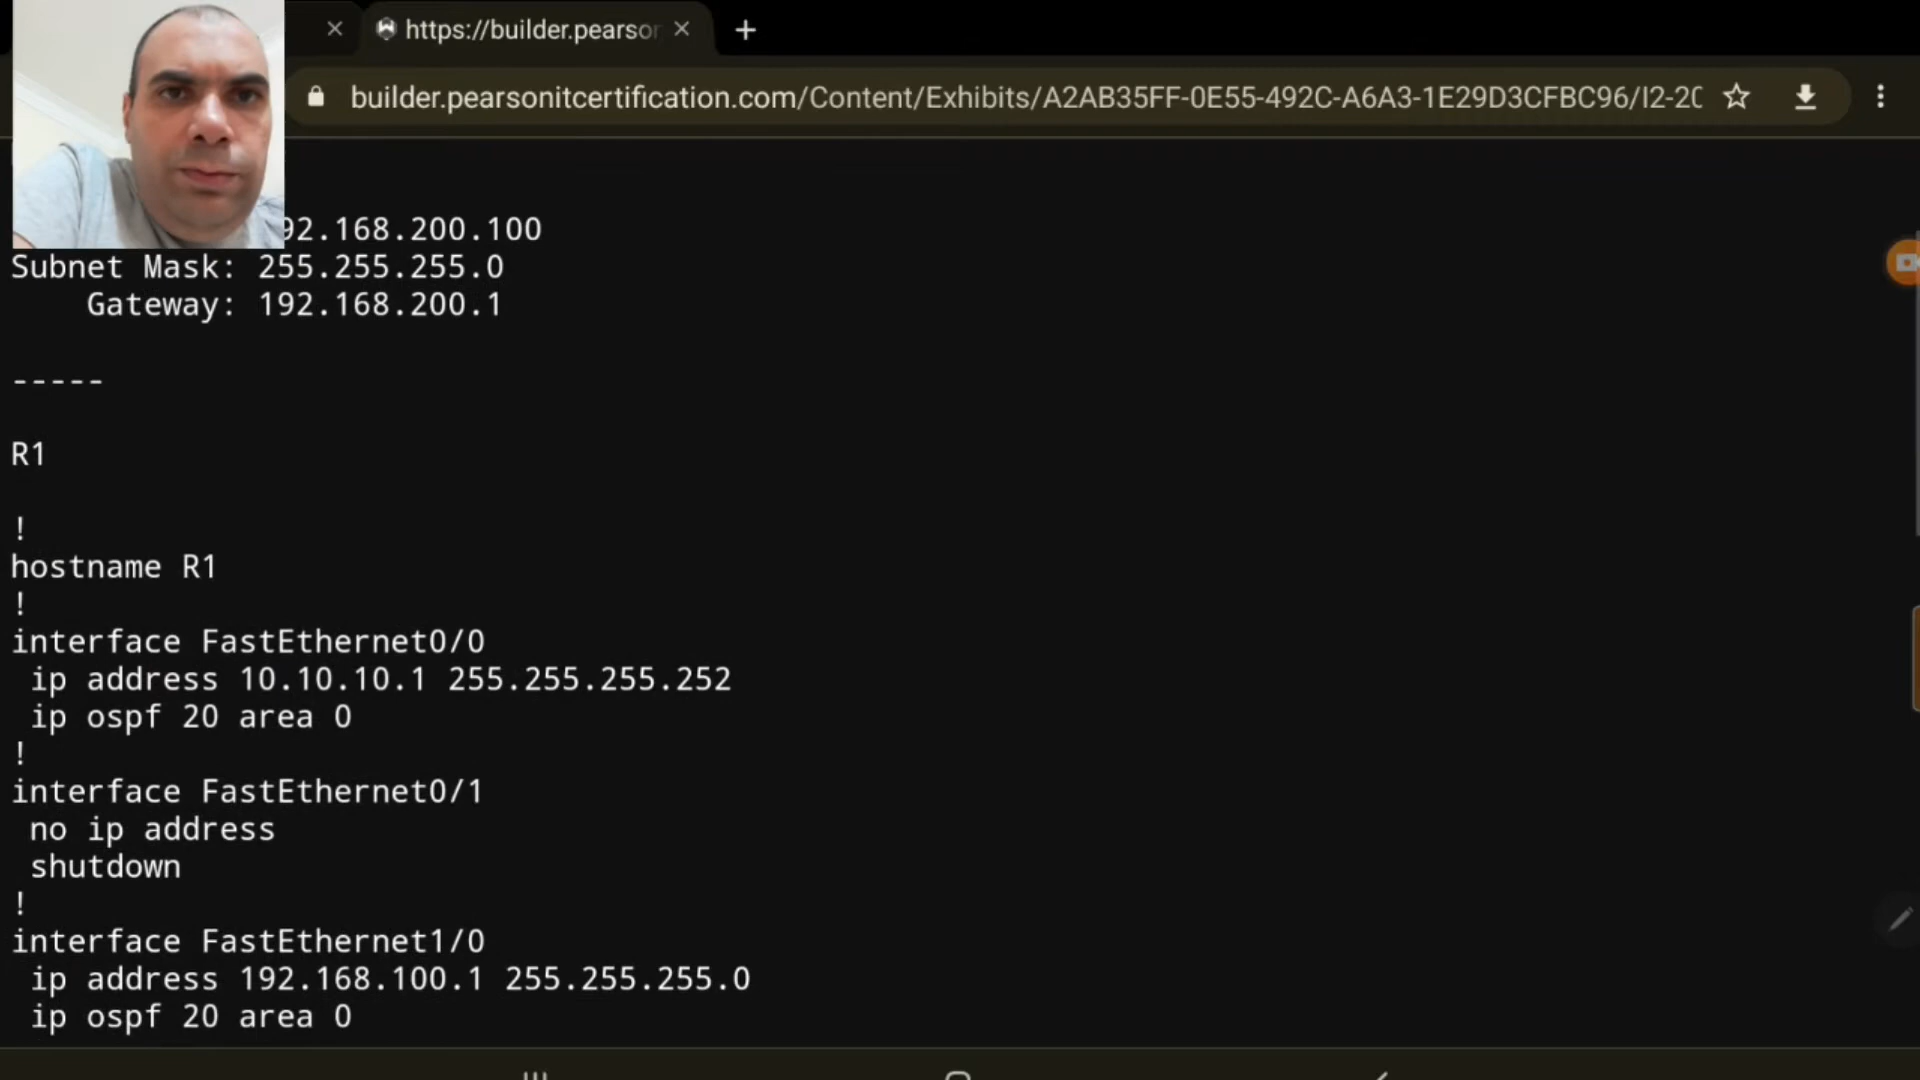 https://builder.pearso
builder.pearsonitcertification.com/Content/Exhibits/A2AB35FF-0E55-492C-A6A3-1E29D3CFBC96/I2-20
92.168.200.100
Subnet Mask: 255.255.255.0
Gateway: 192.168.200.1
-----
R1
!
hostname R1
!
interface FastEthernet0/0
ip address 10.10.10.1 255.255.255.252
ip ospf 20 area 0
!
interface FastEthernet0/1
no ip address
shutdown
!
interface FastEthernet1/0
ip address 192.168.100.1 255.255.255.0
ip ospf 20 area 0